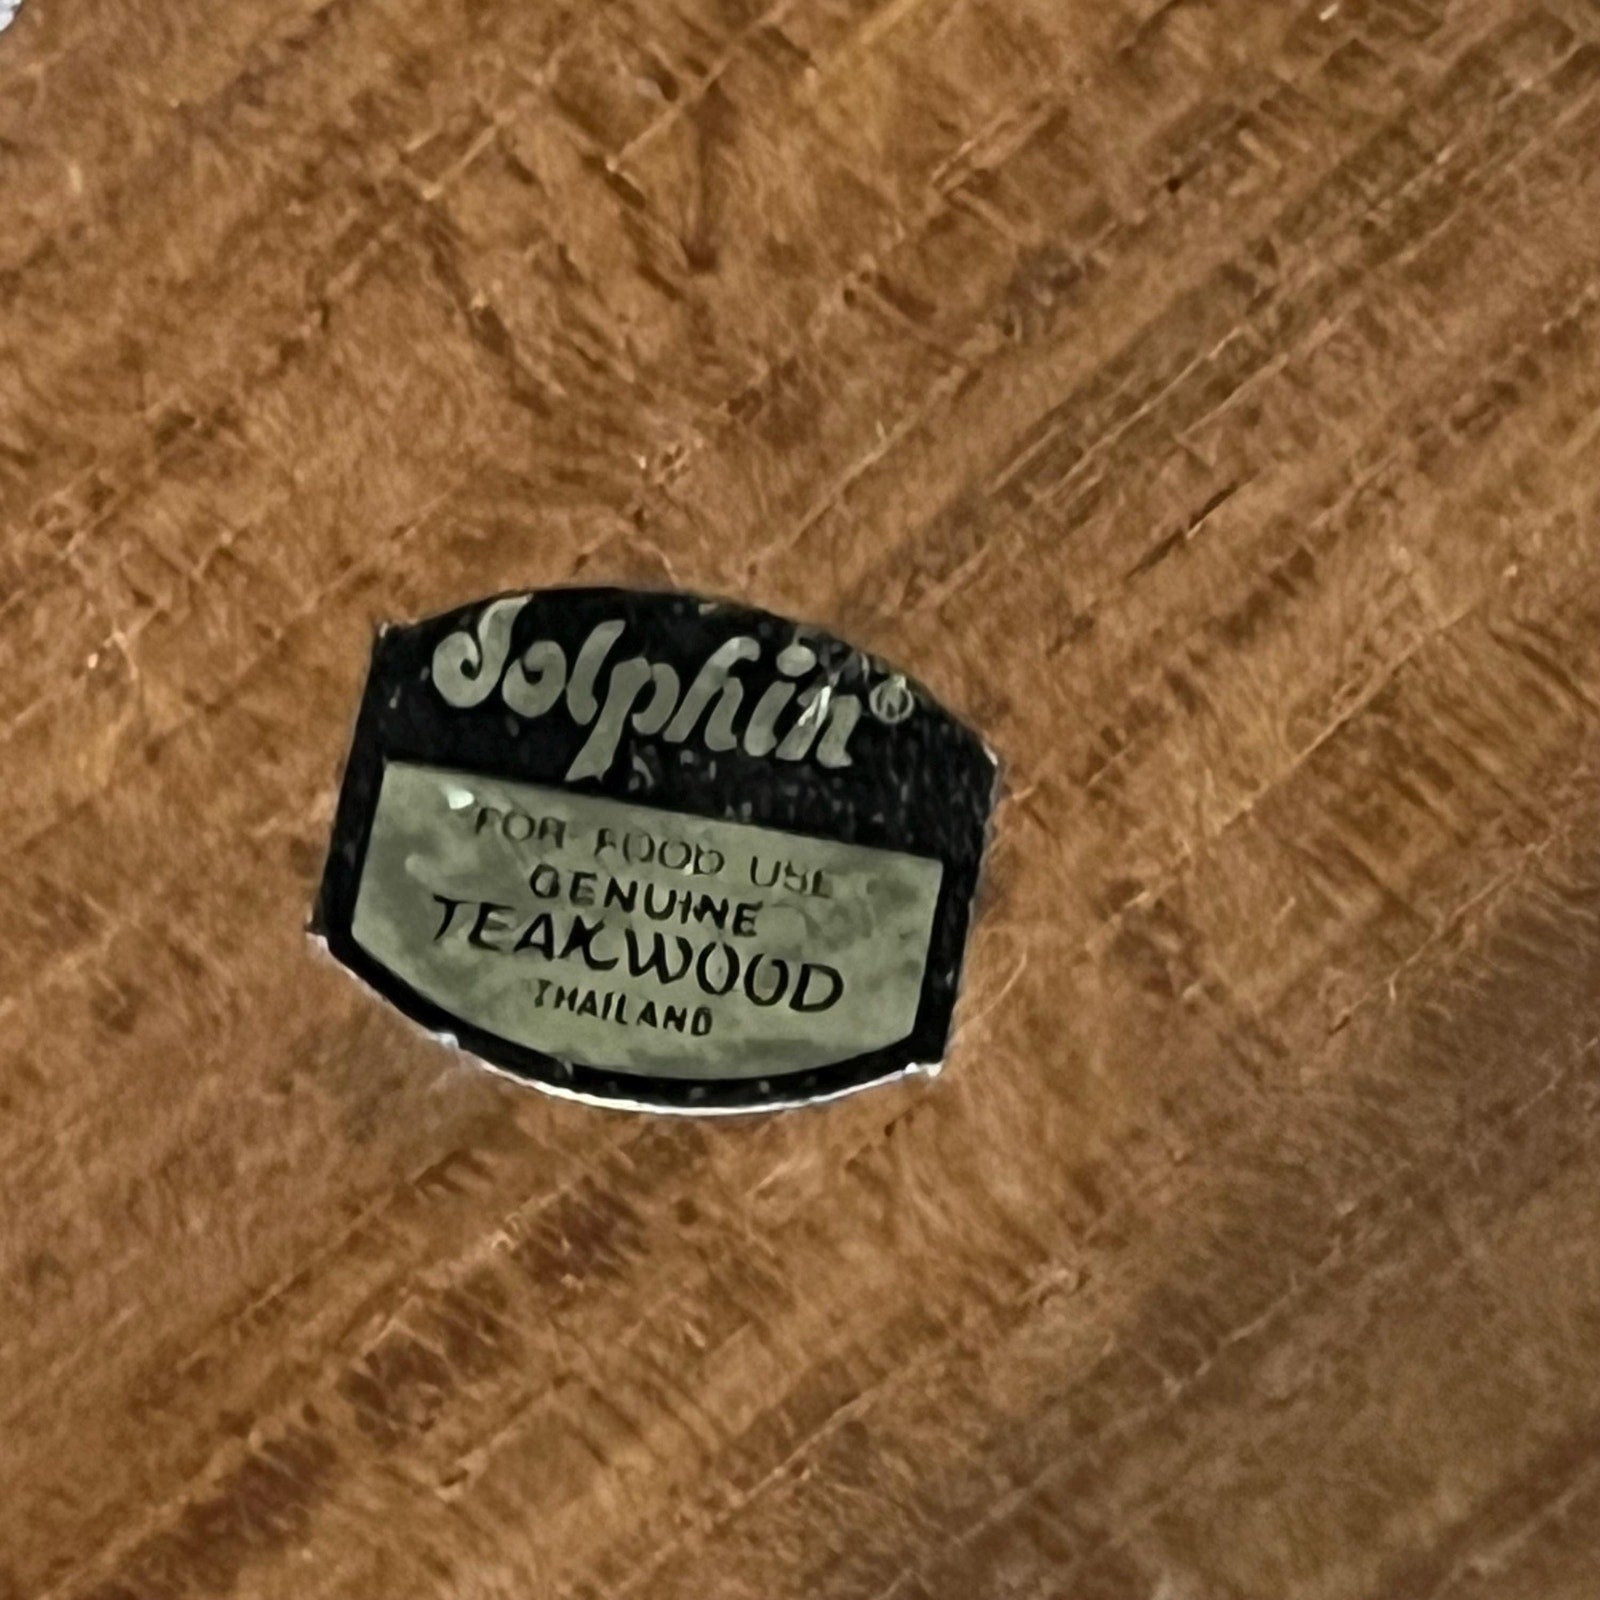 Dolphin®
FOR FOOD USE
GENUINE
TEAKWOOD
THAILAND